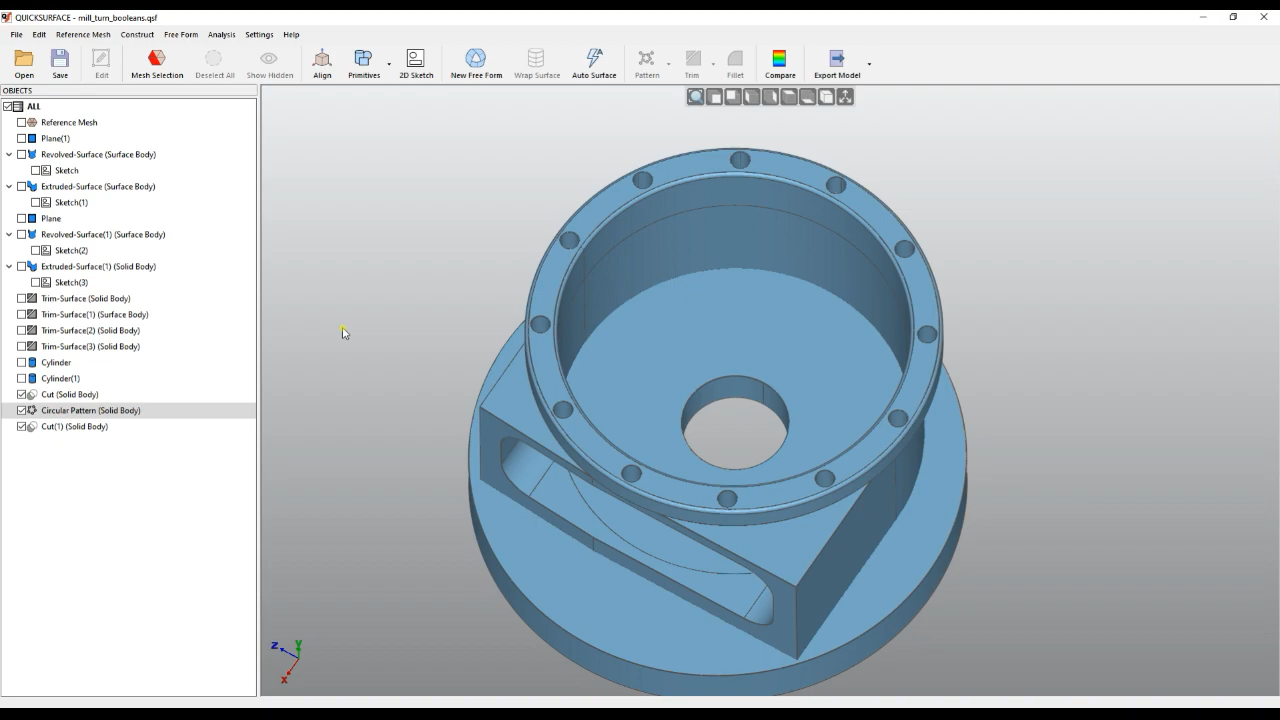 QUICKSURFACE - mill_turn_booleans.qsf
File Edit Reference Mesh Construct Free Form Analysis Settings Help
Open Save Edit Mesh Selection Deselect All Show Hidden Align Primitives 2D Sketch New Free Form Wrap Surface Auto Surface Pattern Trim Fillet Compare Export Model
OBJECTS
ALL
Reference Mesh
Plane(1)
Revolved-Surface (Surface Body)
Sketch
Extruded-Surface (Surface Body)
Sketch(1)
Plane
Revolved-Surface(1) (Surface Body)
Sketch(2)
Extruded-Surface(1) (Solid Body)
Sketch(3)
Trim-Surface (Solid Body)
Trim-Surface(1) (Surface Body)
Trim-Surface(2) (Solid Body)
Trim-Surface(3) (Solid Body)
Cylinder
Cylinder(1)
Cut (Solid Body)
Circular Pattern (Solid Body)
Cut(1) (Solid Body)
Z Y
X